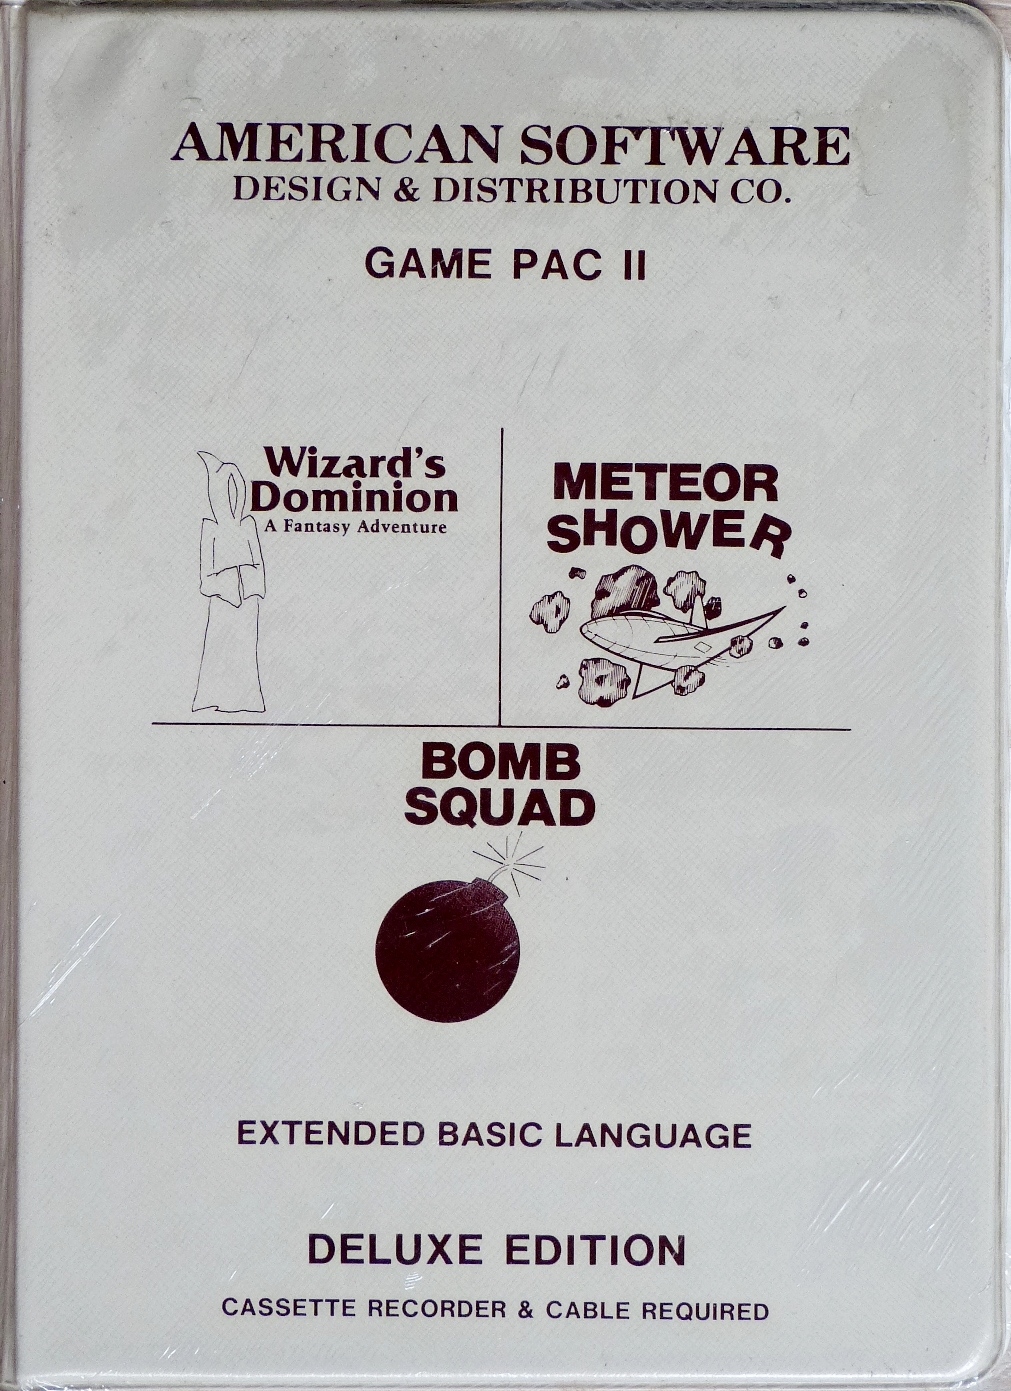 AMERICAN SOFTWARE
DESIGN & DISTRIBUTION CO.
GAME PAC II
Wizard's
Dominion
A Fantasy Adventure
METEOR
SHOWER
BOMB
SQUAD
EXTENDED BASIC LANGUAGE
DELUXE EDITION
CASSETTE RECORDER & CABLE REQUIRED